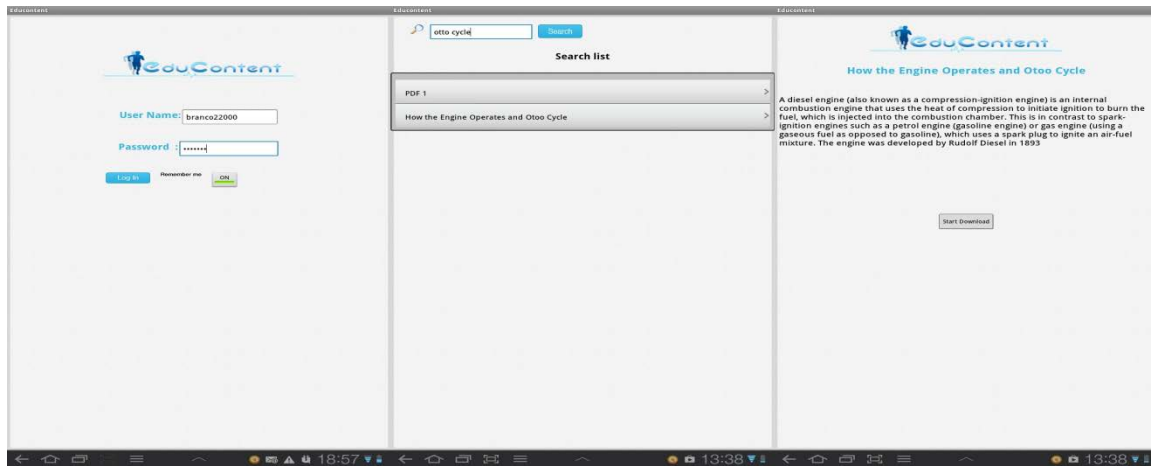 Educontent
EduContent
User Name: branco22000
Password : •••••••
Log In Remember me ON
18:57
Educontent
otto cycle Search
Search list
PDF 1 >
How the Engine Operates and Otoo Cycle >
13:38
Educontent
EduContent
How the Engine Operates and Otoo Cycle
A diesel engine (also known as a compression-ignition engine) is an internal
combustion engine that uses the heat of compression to initiate ignition to burn the
fuel, which is injected into the combustion chamber. This is in contrast to spark-
ignition engines such as a petrol engine (gasoline engine) or gas engine (using a
gaseous fuel as opposed to gasoline), which uses a spark plug to ignite an air-fuel
mixture. The engine was developed by Rudolf Diesel in 1893
Start Download
13:38